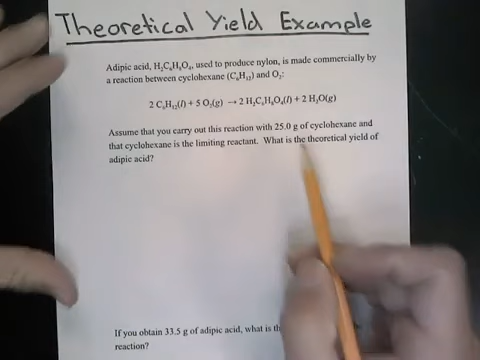 Theoretical Yield Example
Adipic acid, H₂C₆H₈O₄, used to produce nylon, is made commercially by
a reaction between cyclohexane (C₆H₁₂) and O₂:
2 C₆H₁₂(l) + 5 O₂(g) → 2 H₂C₆H₈O₄(l) + 2 H₂O(g)
Assume that you carry out this reaction with 25.0 g of cyclohexane and
that cyclohexane is the limiting reactant. What is the theoretical yield of
adipic acid?
If you obtain 33.5 g of adipic acid, what is
reaction?